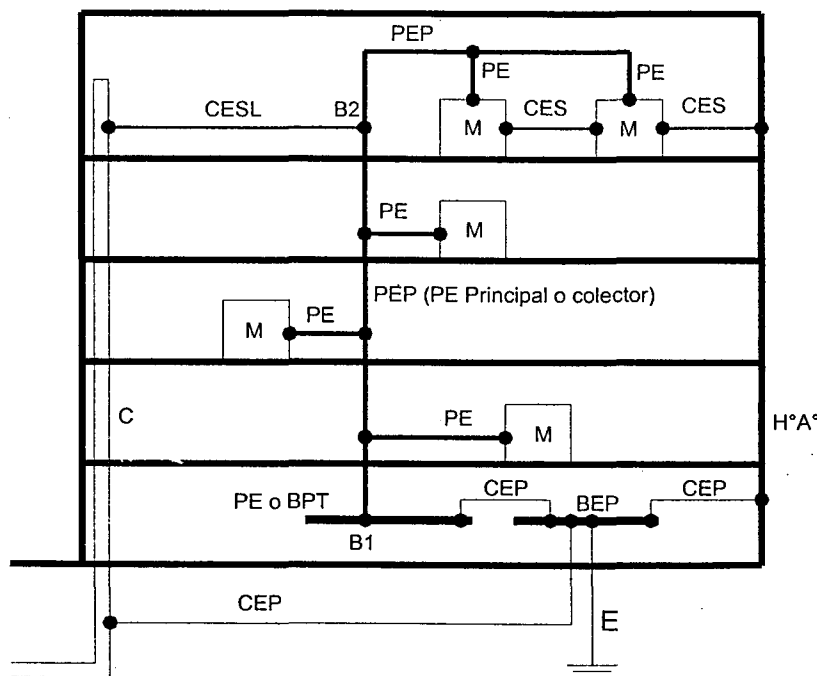 PEP
PE
PE
CESL
B2
M
CES
M
CES
PE
M
PEP (PE Principal o colector)
PE
M
C
PE
M
H°A°
CEP
CEP
PE o BPT
BEP
B1
CEP
E